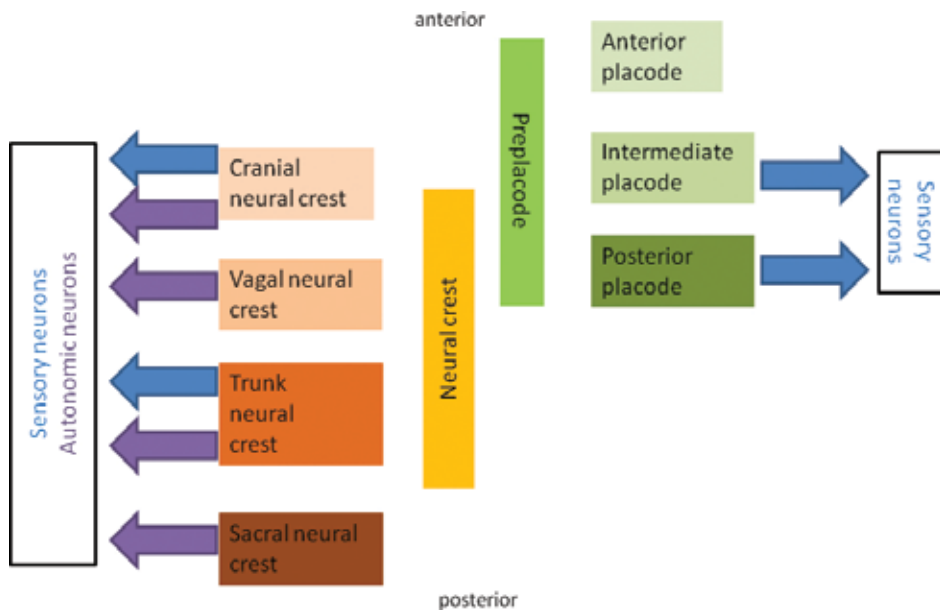 anterior
Anterior
placode
Preplacode
Intermediate
placode
Cranial
neural crest
Sensory
neurons
Posterior
placode
Vagal neural
crest
Neural crest
Sensory neurons
Autonomic neurons
Trunk
neural
crest
Sacral neural
crest
posterior